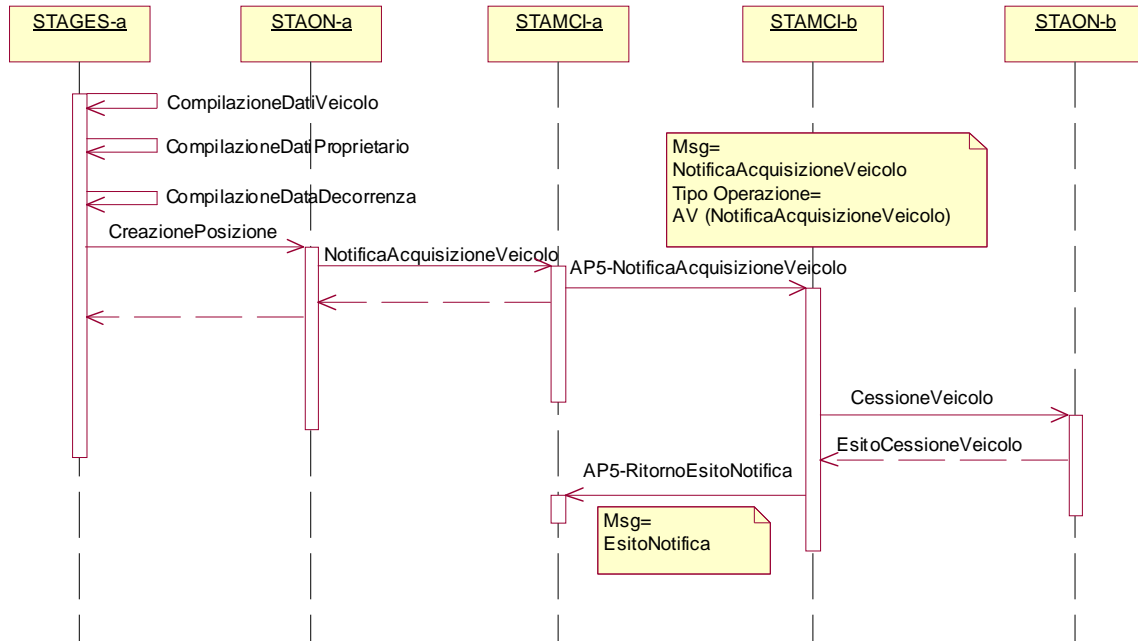 STAGES-a
STAON-a
STAMCI-a
STAMCI-b
STAON-b
CompilazioneDatiVeicolo
CompilazioneDatiProprietario
CompilazioneDataDecorrenza
Msg=
NotificaAcquisizioneVeicolo
Tipo Operazione=
AV (NotificaAcquisizioneVeicolo)
CreazionePosizione
NotificaAcquisizioneVeicolo
AP5-NotificaAcquisizioneVeicolo
CessioneVeicolo
EsitoCessioneVeicolo
AP5-RitornoEsitoNotifica
Msg=
EsitoNotifica